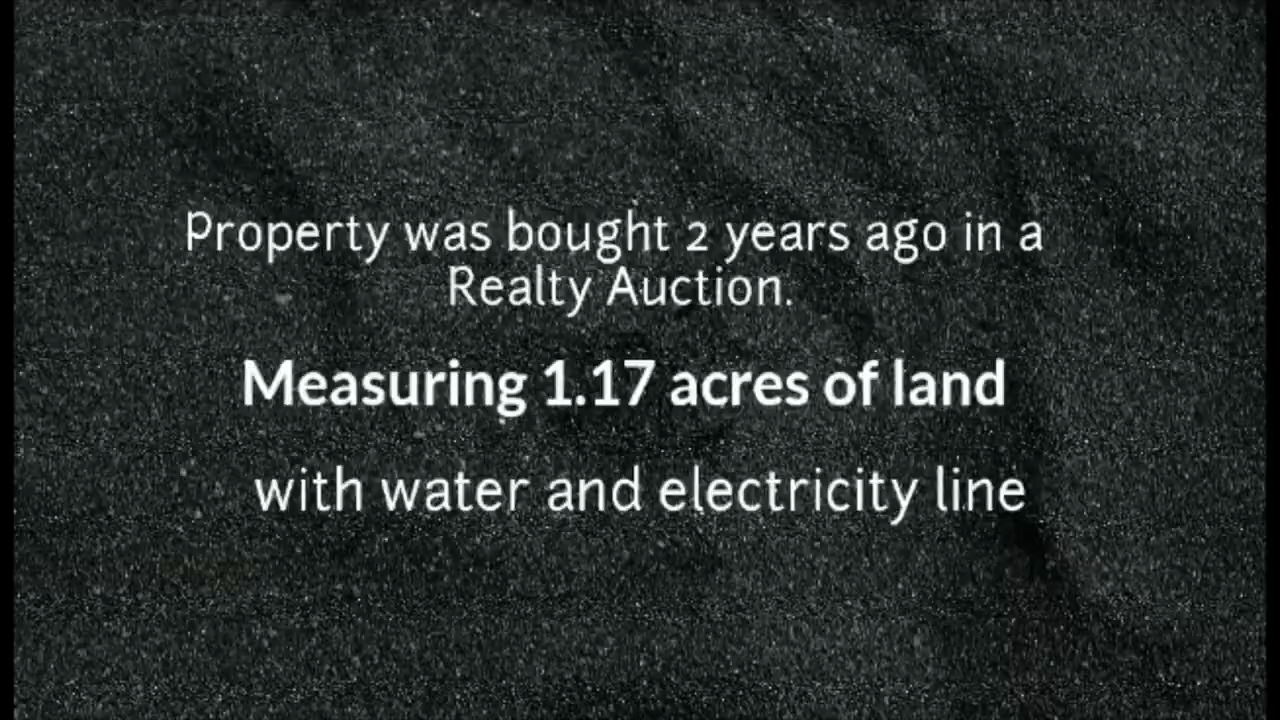 Property was bought 2 years ago in a
Realty Auction.
Measuring 1.17 acres of land
with water and electricity line